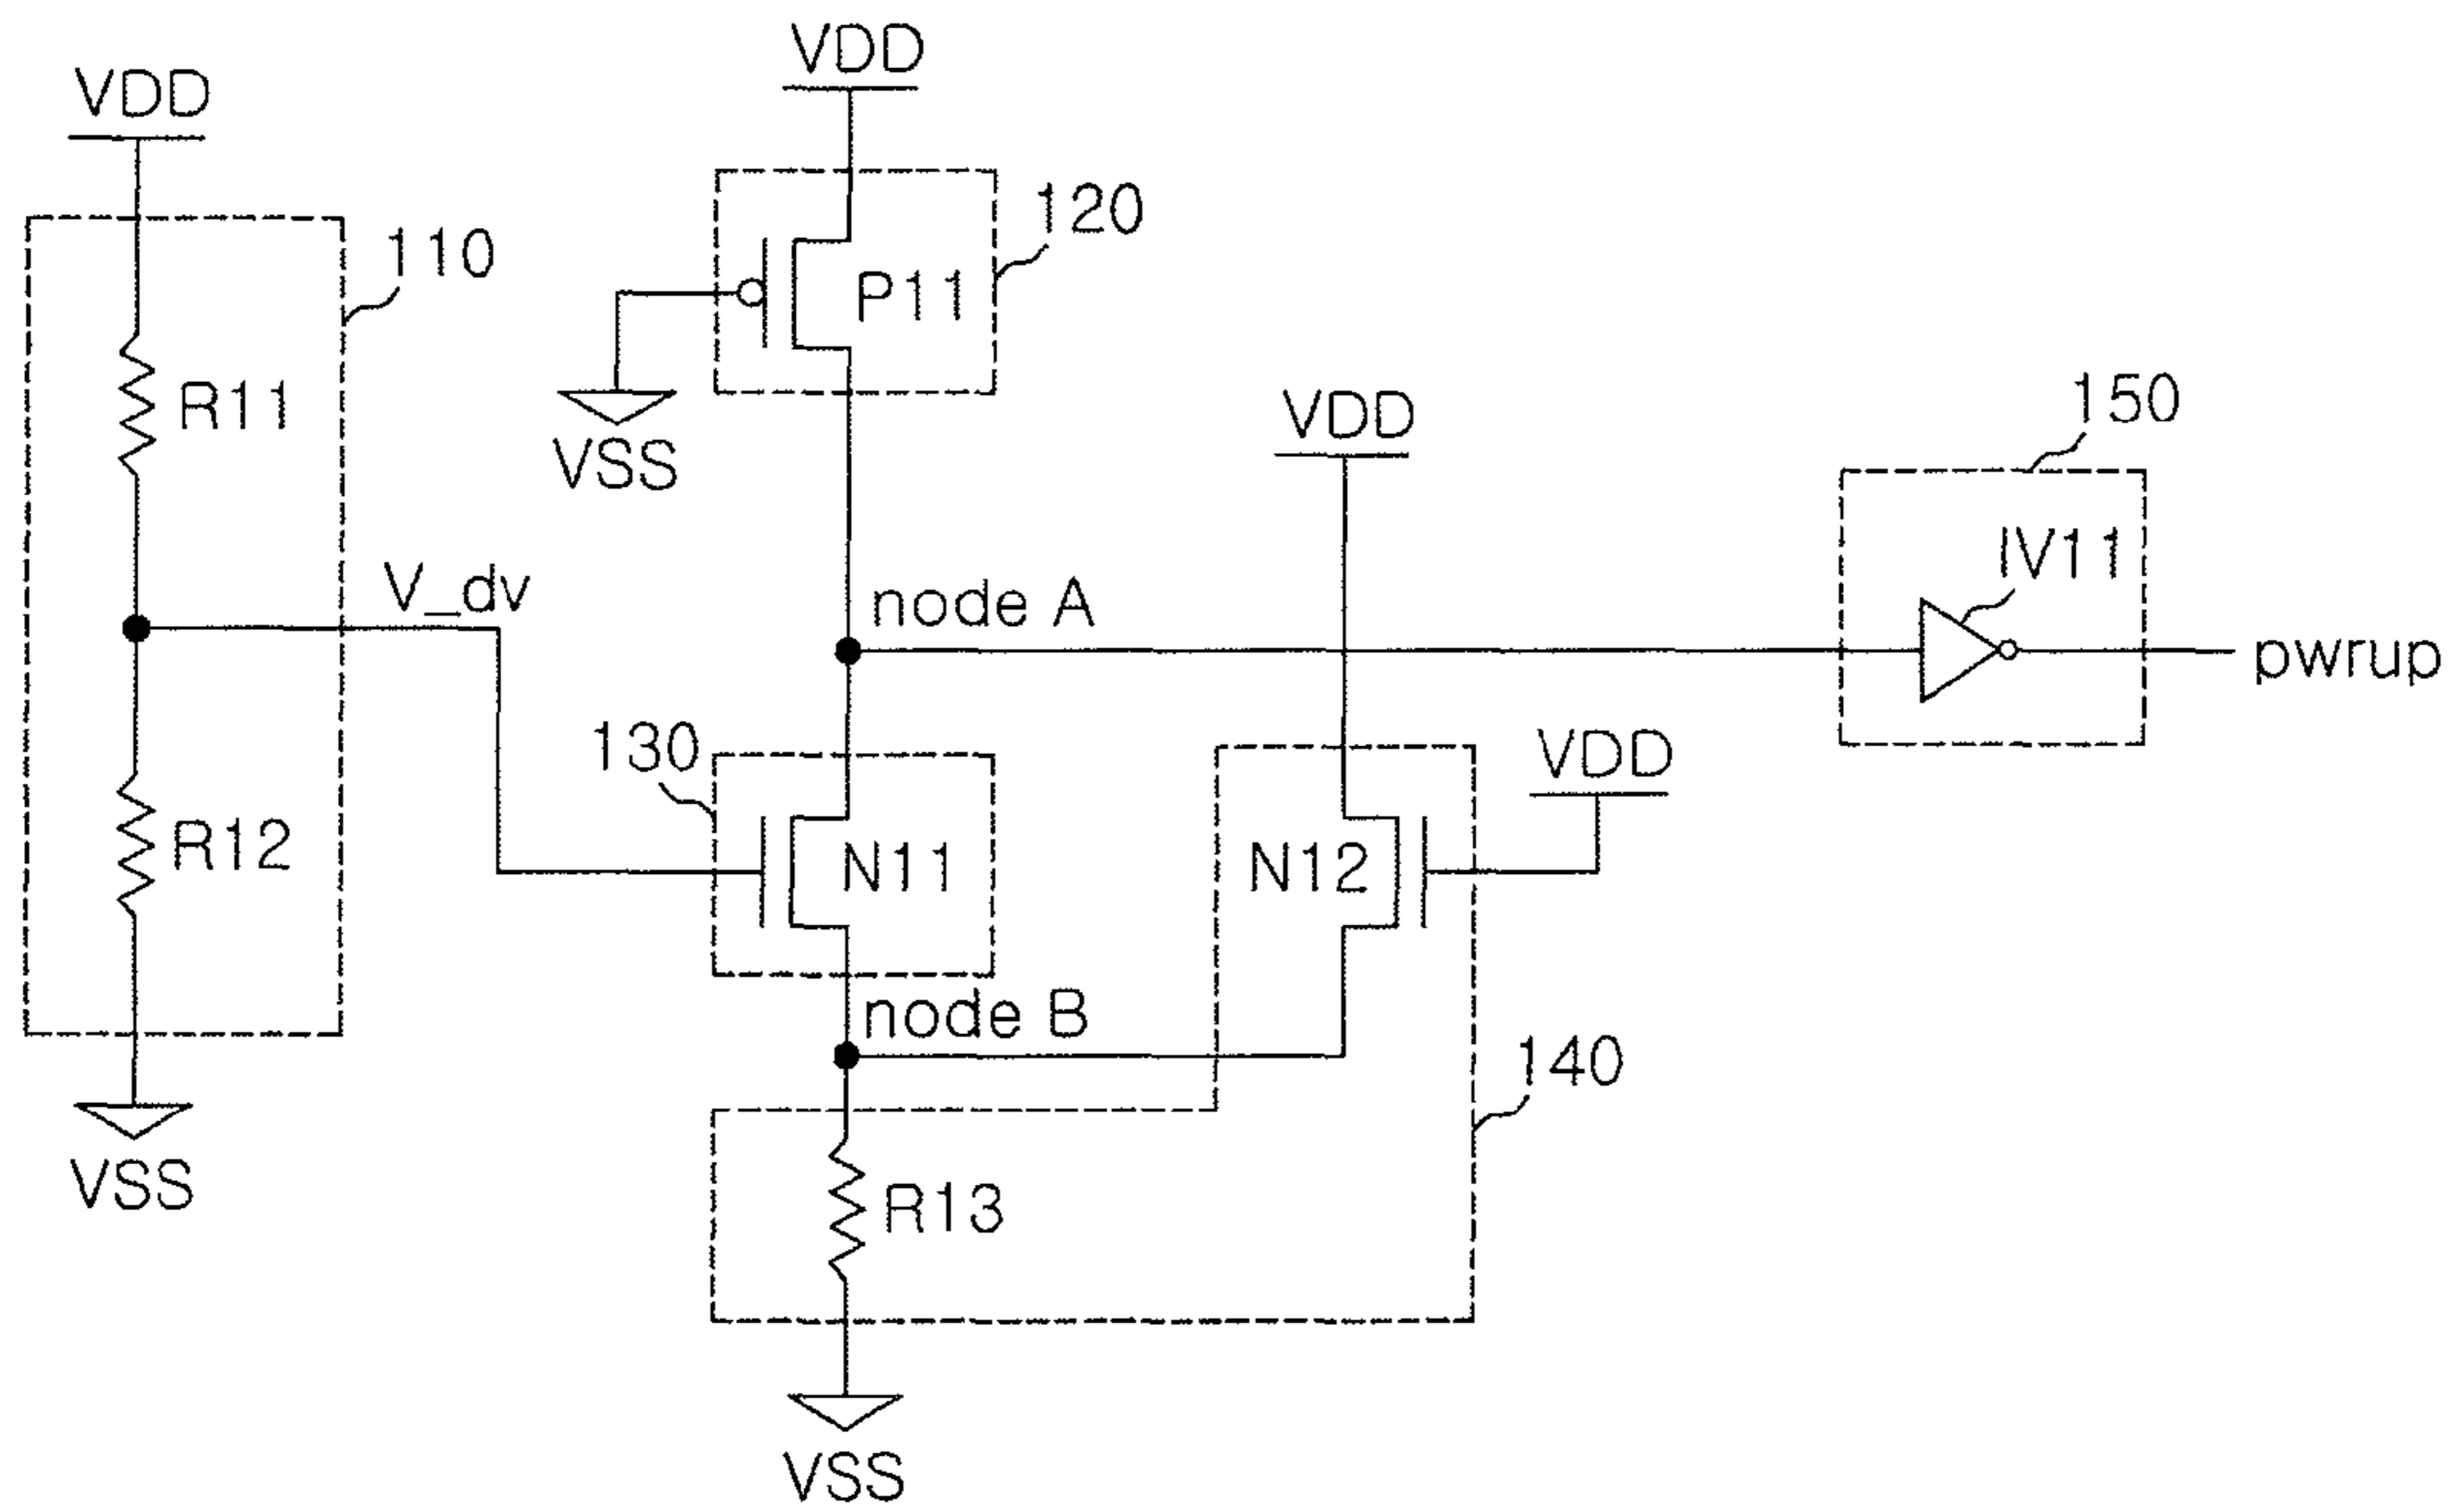 VDD
VDD
120
110
P11
R11
VSS
VDD
150
IV11
V_dv
node A
pwrup
130
VDD
R12
N11
N12
node B
140
VSS
R13
VSS